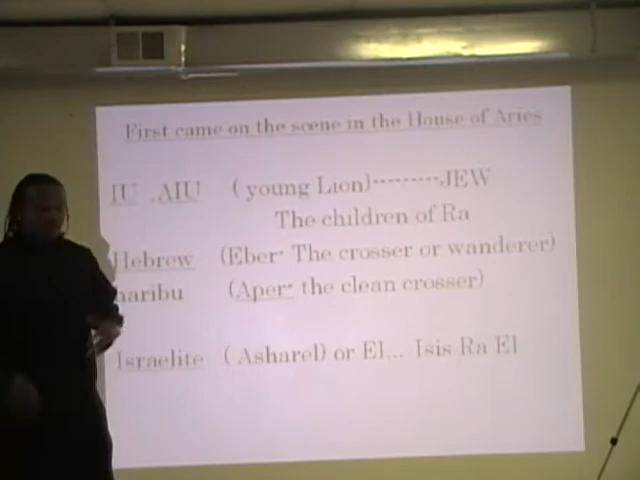 First came on the scene in the House of Aries
IU , AIU ( young Lion)---------JEW
The children of Ra
Hebrew (Eber- The crosser or wanderer)
haribu (Aper- the clean crosser)
Israelite ( Asharel) or El... Isis Ra El